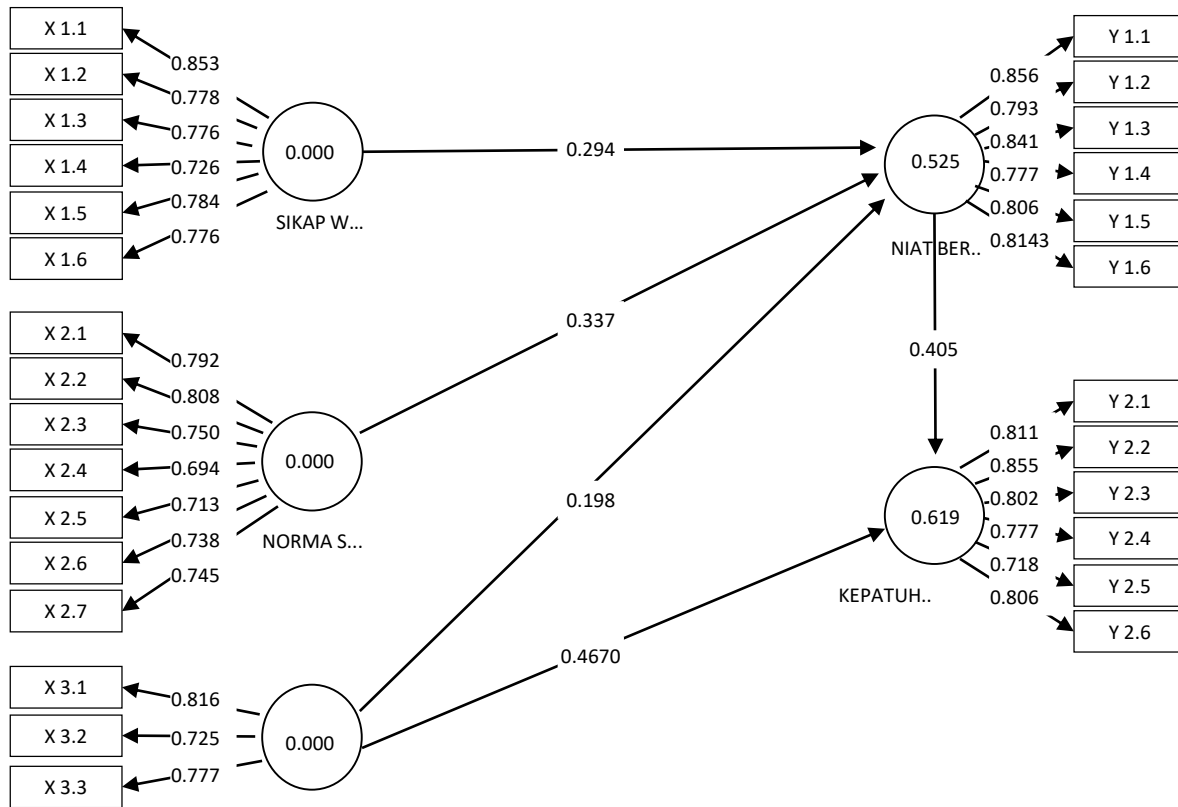 X 1.1
X 1.2
X 1.3
X 1.4
X 1.5
X 1.6
0.853
0.778
0.776
0.726
0.784
0.776
0.000
SIKAP W...
0.294
X 2.1
X 2.2
X 2.3
X 2.4
X 2.5
X 2.6
X 2.7
0.792
0.808
0.750
0.694
0.713
0.738
0.745
0.000
NORMA S...
0.337
X 3.1
X 3.2
X 3.3
0.816
0.725
0.777
0.000
0.198
0.4670
0.525
NIAT BER..
0.856
0.793
0.841
0.777
0.806
0.8143
Y 1.1
Y 1.2
Y 1.3
Y 1.4
Y 1.5
Y 1.6
0.405
0.619
KEPATUH..
0.811
0.855
0.802
0.777
0.718
0.806
Y 2.1
Y 2.2
Y 2.3
Y 2.4
Y 2.5
Y 2.6